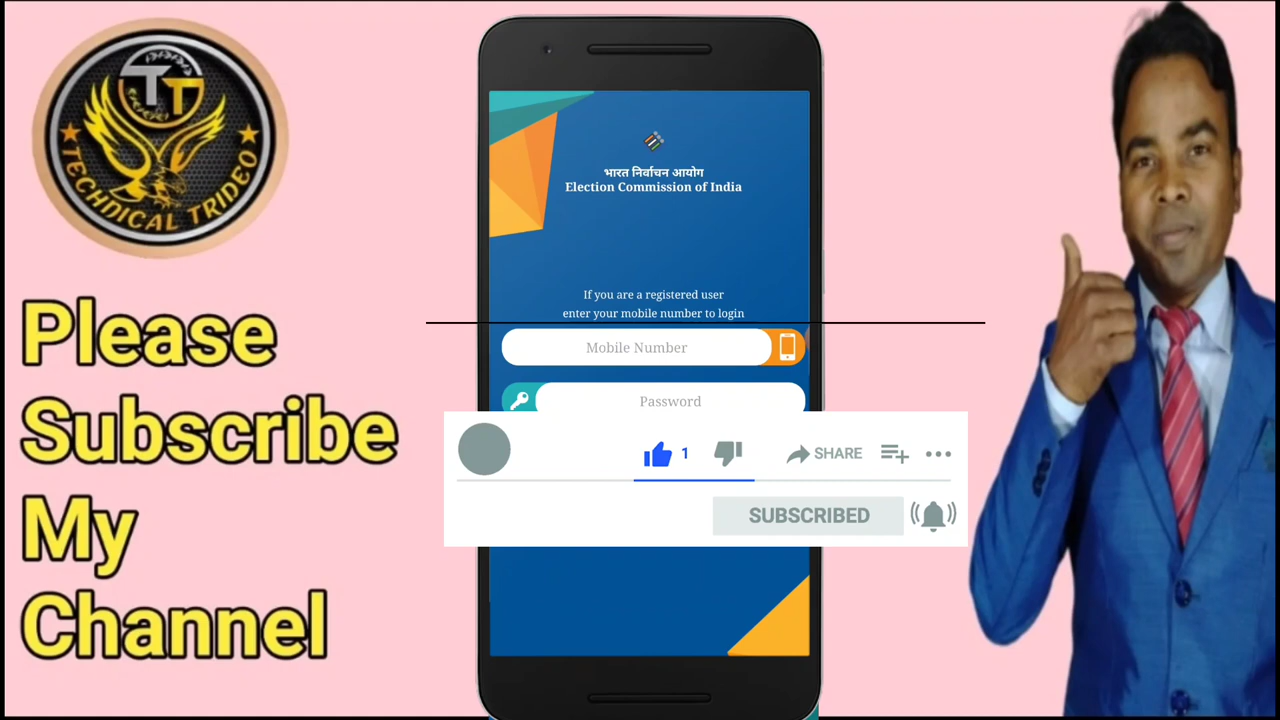 TT
TECHNICAL TRIDEO
Please
Subscribe
My
Channel
भारत निर्वाचन आयोग
Election Commission of India
If you are a registered user
enter your mobile number to login
Mobile Number
Password
1
SHARE
SUBSCRIBED